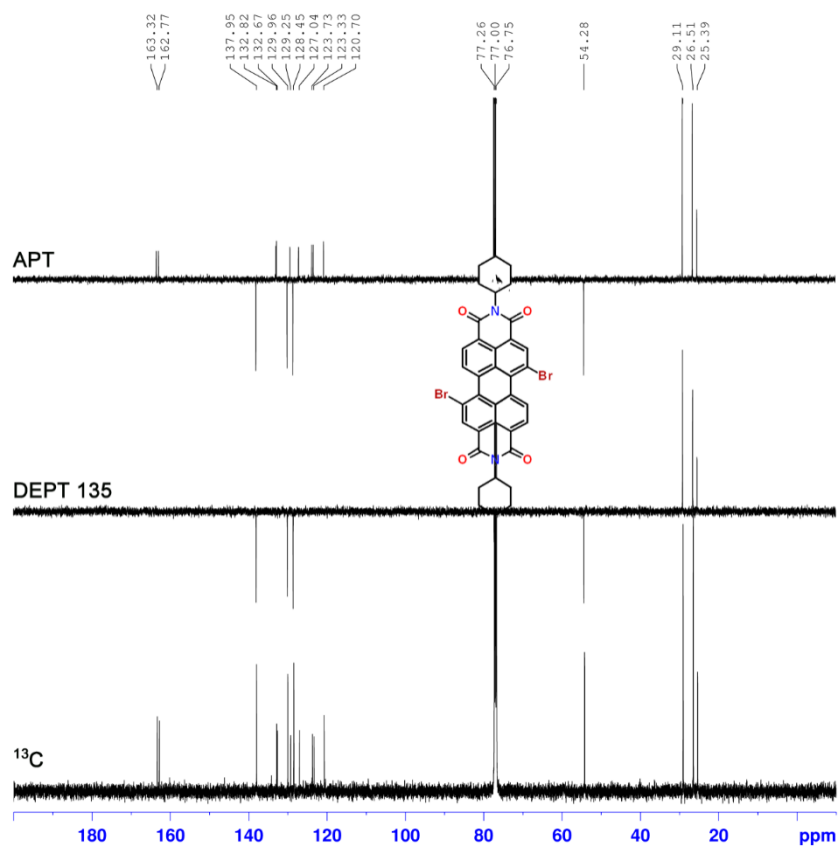 163.32
162.77
137.95
132.82
132.67
129.96
129.25
128.45
127.04
123.73
123.33
120.70
77.26
77.00
76.75
54.28
29.11
26.51
25.39
APT
N
O O
Br
Br
O N O
DEPT 135
¹³C
180 160 140 120 100 80 60 40 20 ppm